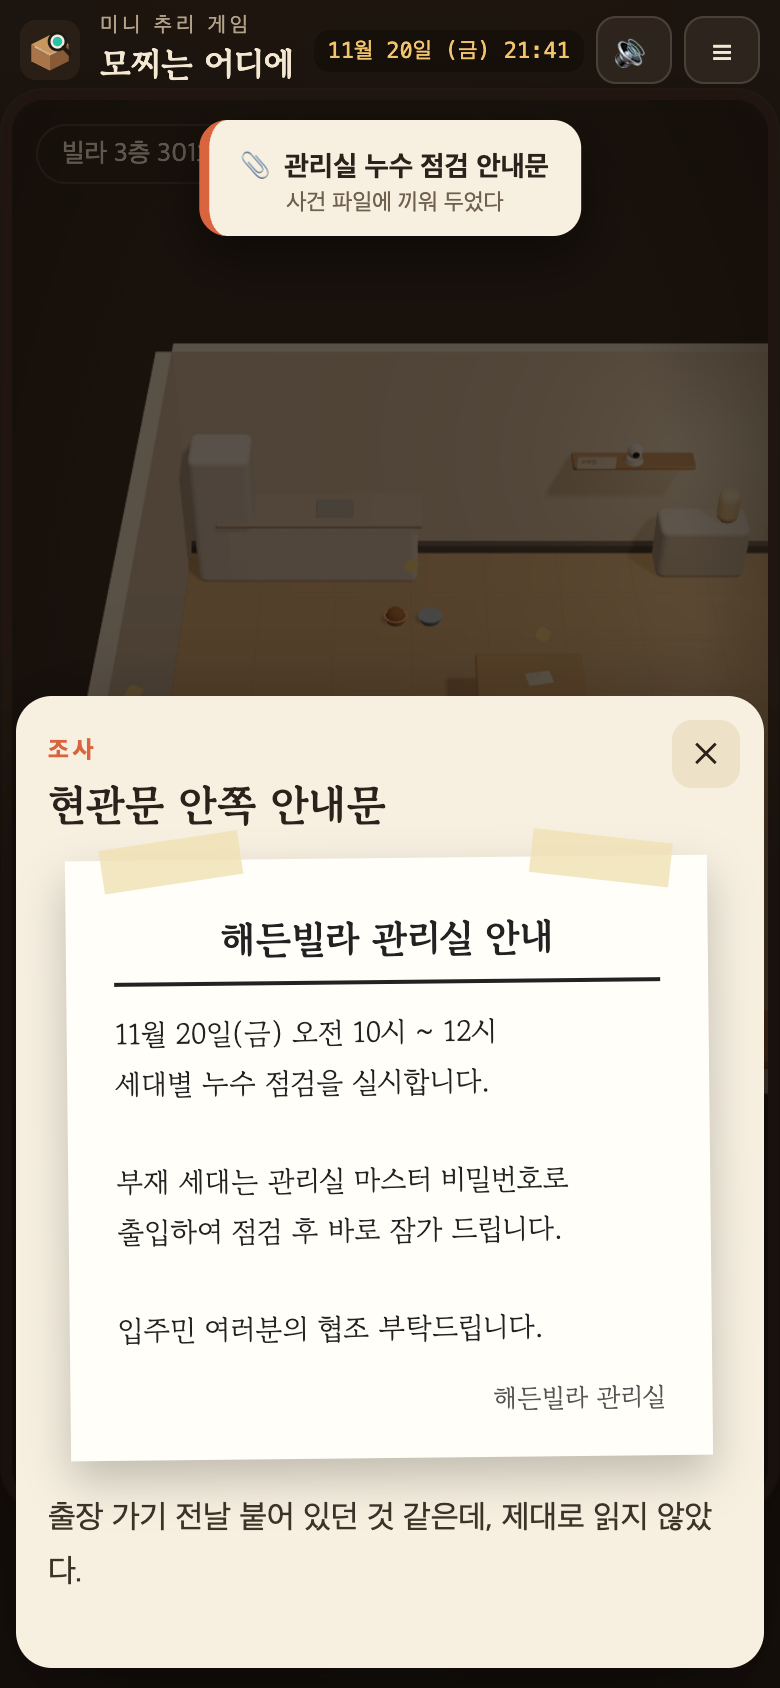 미니 추리 게임
모찌는 어디에
11월 20일 (금) 21:41
빌라 3층 301
📎 관리실 누수 점검 안내문
사건 파일에 끼워 두었다
조사
현관문 안쪽 안내문
해든빌라 관리실 안내
11월 20일(금) 오전 10시 ~ 12시
세대별 누수 점검을 실시합니다.
부재 세대는 관리실 마스터 비밀번호로
출입하여 점검 후 바로 잠가 드립니다.
입주민 여러분의 협조 부탁드립니다.
해든빌라 관리실
출장 가기 전날 붙어 있던 것 같은데, 제대로 읽지 않았
다.